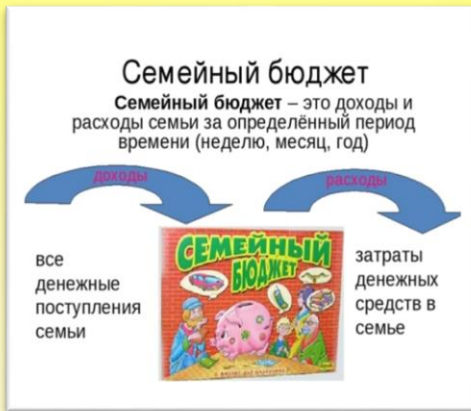 Семейный бюджет
Семейный бюджет – это доходы и
расходы семьи за определённый период
времени (неделю, месяц, год)
доходы
расходы
все
денежные
поступления
семьи
СЕМЕЙНЫЙ
БЮДЖЕТ
затраты
денежных
средств в
семье